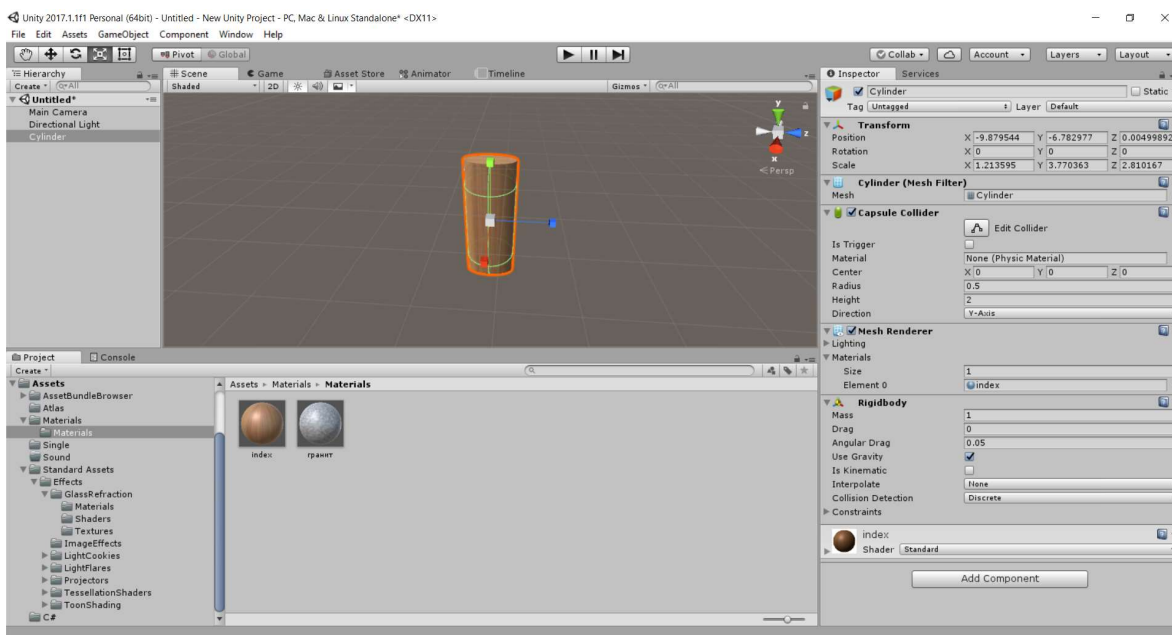 Unity 2017.1.1f1 Personal (64bit) - Untitled - New Unity Project - PC, Mac & Linux Standalone* <DX11>
File Edit Assets GameObject Component Window Help
Pivot Global Collab Account Layers Layout
Hierarchy
Create All
Untitled*
Main Camera
Directional Light
Cylinder
Scene Game Asset Store Animator Timeline
Shaded 2D Gizmos All
y
z
x
Persp
Inspector Services
Cylinder Static
Tag Untagged Layer Default
Transform
Position X -9.879544 Y -6.782977 Z 0.00499892
Rotation X 0 Y 0 Z 0
Scale X 1.213595 Y 3.770363 Z 2.810167
Cylinder (Mesh Filter)
Mesh Cylinder
Capsule Collider
Edit Collider
Is Trigger
Material None (Physic Material)
Center X 0 Y 0 Z 0
Radius 0.5
Height 2
Direction Y-Axis
Mesh Renderer
Lighting
Materials
Size 1
Element 0 index
Rigidbody
Mass 1
Drag 0
Angular Drag 0.05
Use Gravity
Is Kinematic
Interpolate None
Collision Detection Discrete
Constraints
index
Shader Standard
Add Component
Project Console
Create
Assets
AssetBundleBrowser
Atlas
Materials
Materials
Single
Sound
Standard Assets
Effects
GlassRefraction
Materials
Shaders
Textures
ImageEffects
LightCookies
LightFlares
Projectors
TessellationShaders
ToonShading
C#
Assets Materials Materials
index гранит